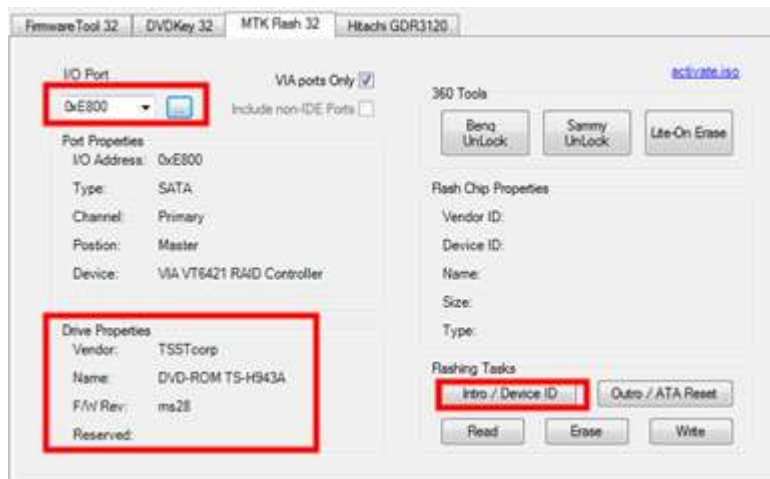 FirmwareTool 32 DVDKey 32 MTK Flash 32 Hitachi GDR3120
I/O Port
VIA ports Only
0xE800 ...
Include non-IDE Ports
Port Properties
I/O Address: 0xE800
Type: SATA
Channel: Primary
Postion: Master
Device: VIA VT6421 RAID Controller
Drive Properties
Vendor: TSSTcorp
Name: DVD-ROM TS-H943A
F/W Rev: ms28
Reserved:
activate.iso
360 Tools
Benq UnLock
Sammy UnLock
Lite-On Erase
Flash Chip Properties
Vendor ID:
Device ID:
Name:
Size:
Type:
Flashing Tasks
Intro / Device ID Outro / ATA Reset
Read Erase Write